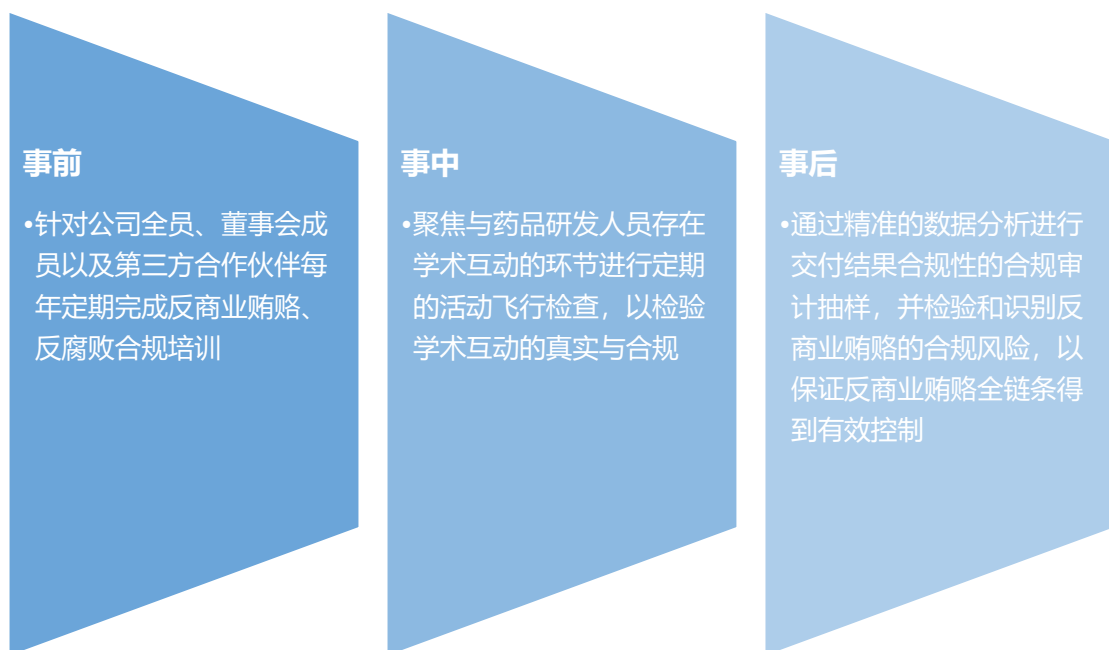 事前
•针对公司全员、董事会成
员以及第三方合作伙伴每
年定期完成反商业贿赂、
反腐败合规培训
事中
•聚焦与药品研发人员存在
学术互动的环节进行定期
的活动飞行检查，以检验
学术互动的真实与合规
事后
•通过精准的数据分析进行
交付结果合规性的合规审
计抽样，并检验和识别反
商业贿赂的合规风险，以
保证反商业贿赂全链条得
到有效控制